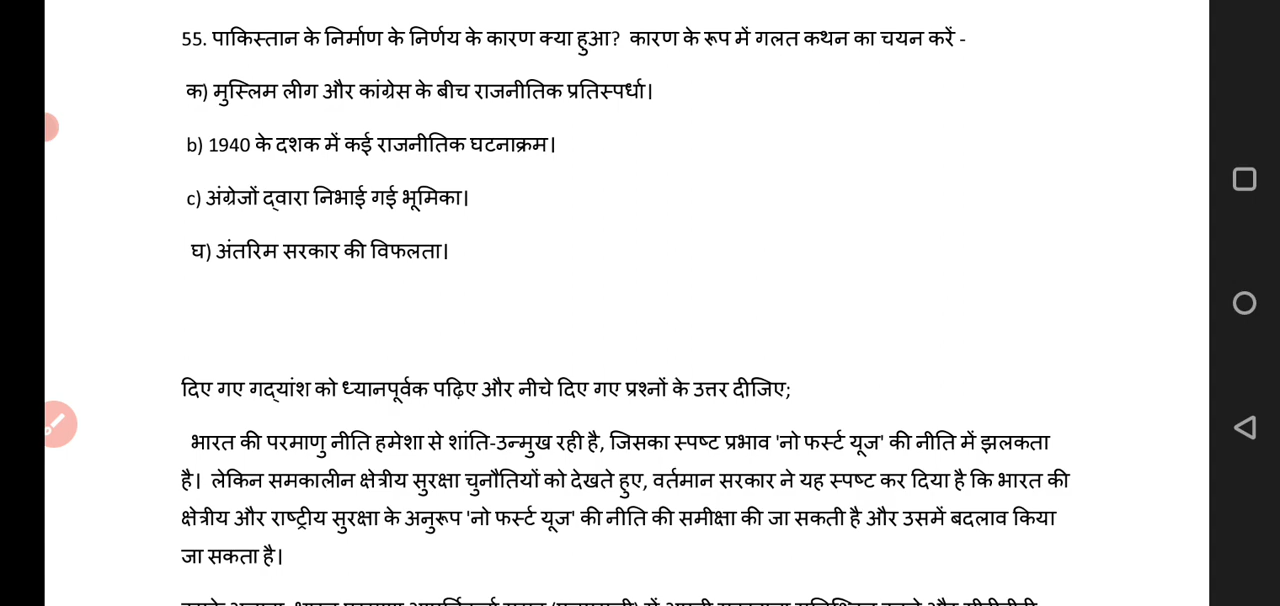 55. पाकिस्तान के निर्माण के निर्णय के कारण क्या हुआ? कारण के रूप में गलत कथन का चयन करें -
क) मुस्लिम लीग और कांग्रेस के बीच राजनीतिक प्रतिस्पर्धा।
b) 1940 के दशक में कई राजनीतिक घटनाक्रम।
c) अंग्रेजों द्वारा निभाई गई भूमिका।
घ) अंतरिम सरकार की विफलता।
दिए गए गद्यांश को ध्यानपूर्वक पढ़िए और नीचे दिए गए प्रश्नों के उत्तर दीजिए;
भारत की परमाणु नीति हमेशा से शांति-उन्मुख रही है, जिसका स्पष्ट प्रभाव 'नो फर्स्ट यूज' की नीति में झलकता
है। लेकिन समकालीन क्षेत्रीय सुरक्षा चुनौतियों को देखते हुए, वर्तमान सरकार ने यह स्पष्ट कर दिया है कि भारत की
क्षेत्रीय और राष्ट्रीय सुरक्षा के अनुरूप 'नो फर्स्ट यूज' की नीति की समीक्षा की जा सकती है और उसमें बदलाव किया
जा सकता है।